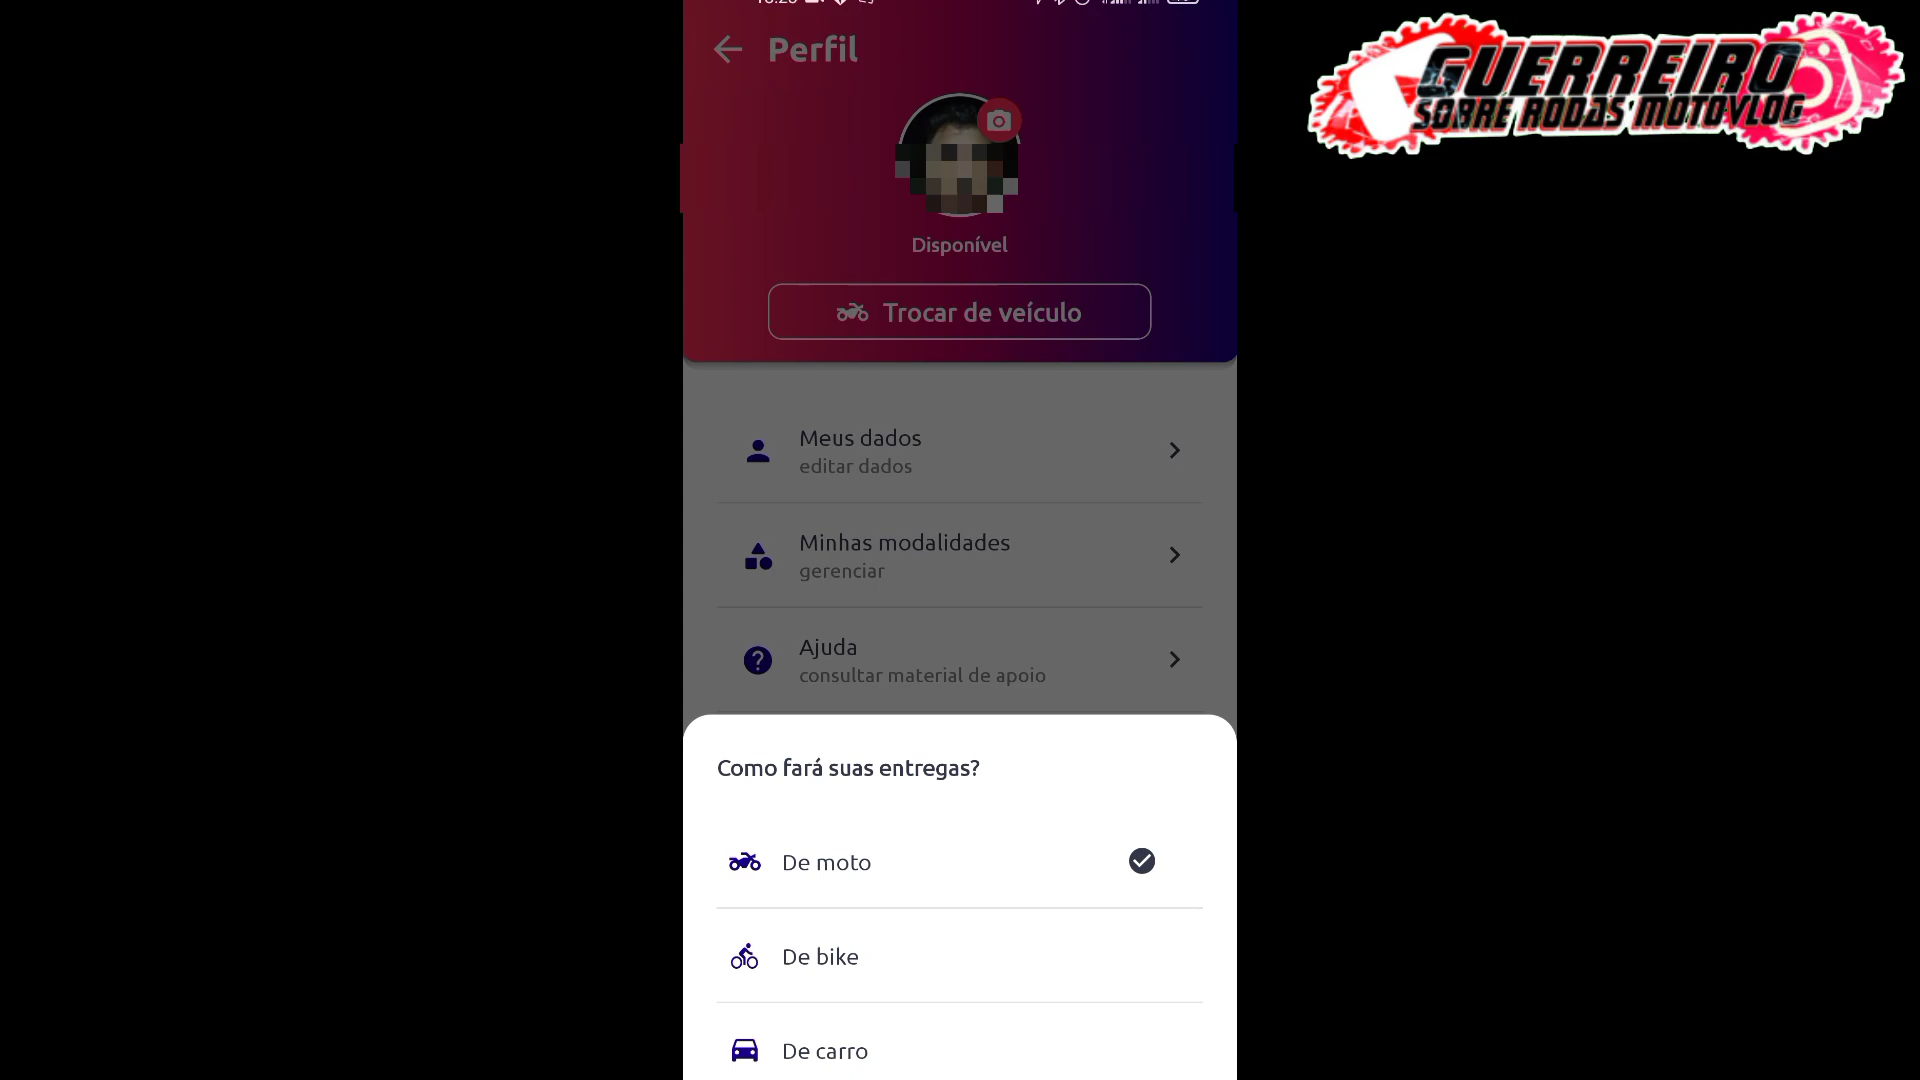 Perfil
GUERREIRO
SOBRE RODAS MOTOVLOG
Disponível
Trocar de veículo
Meus dados
editar dados
Minhas modalidades
gerenciar
Ajuda
consultar material de apoio
Como fará suas entregas?
De moto
De bike
De carro